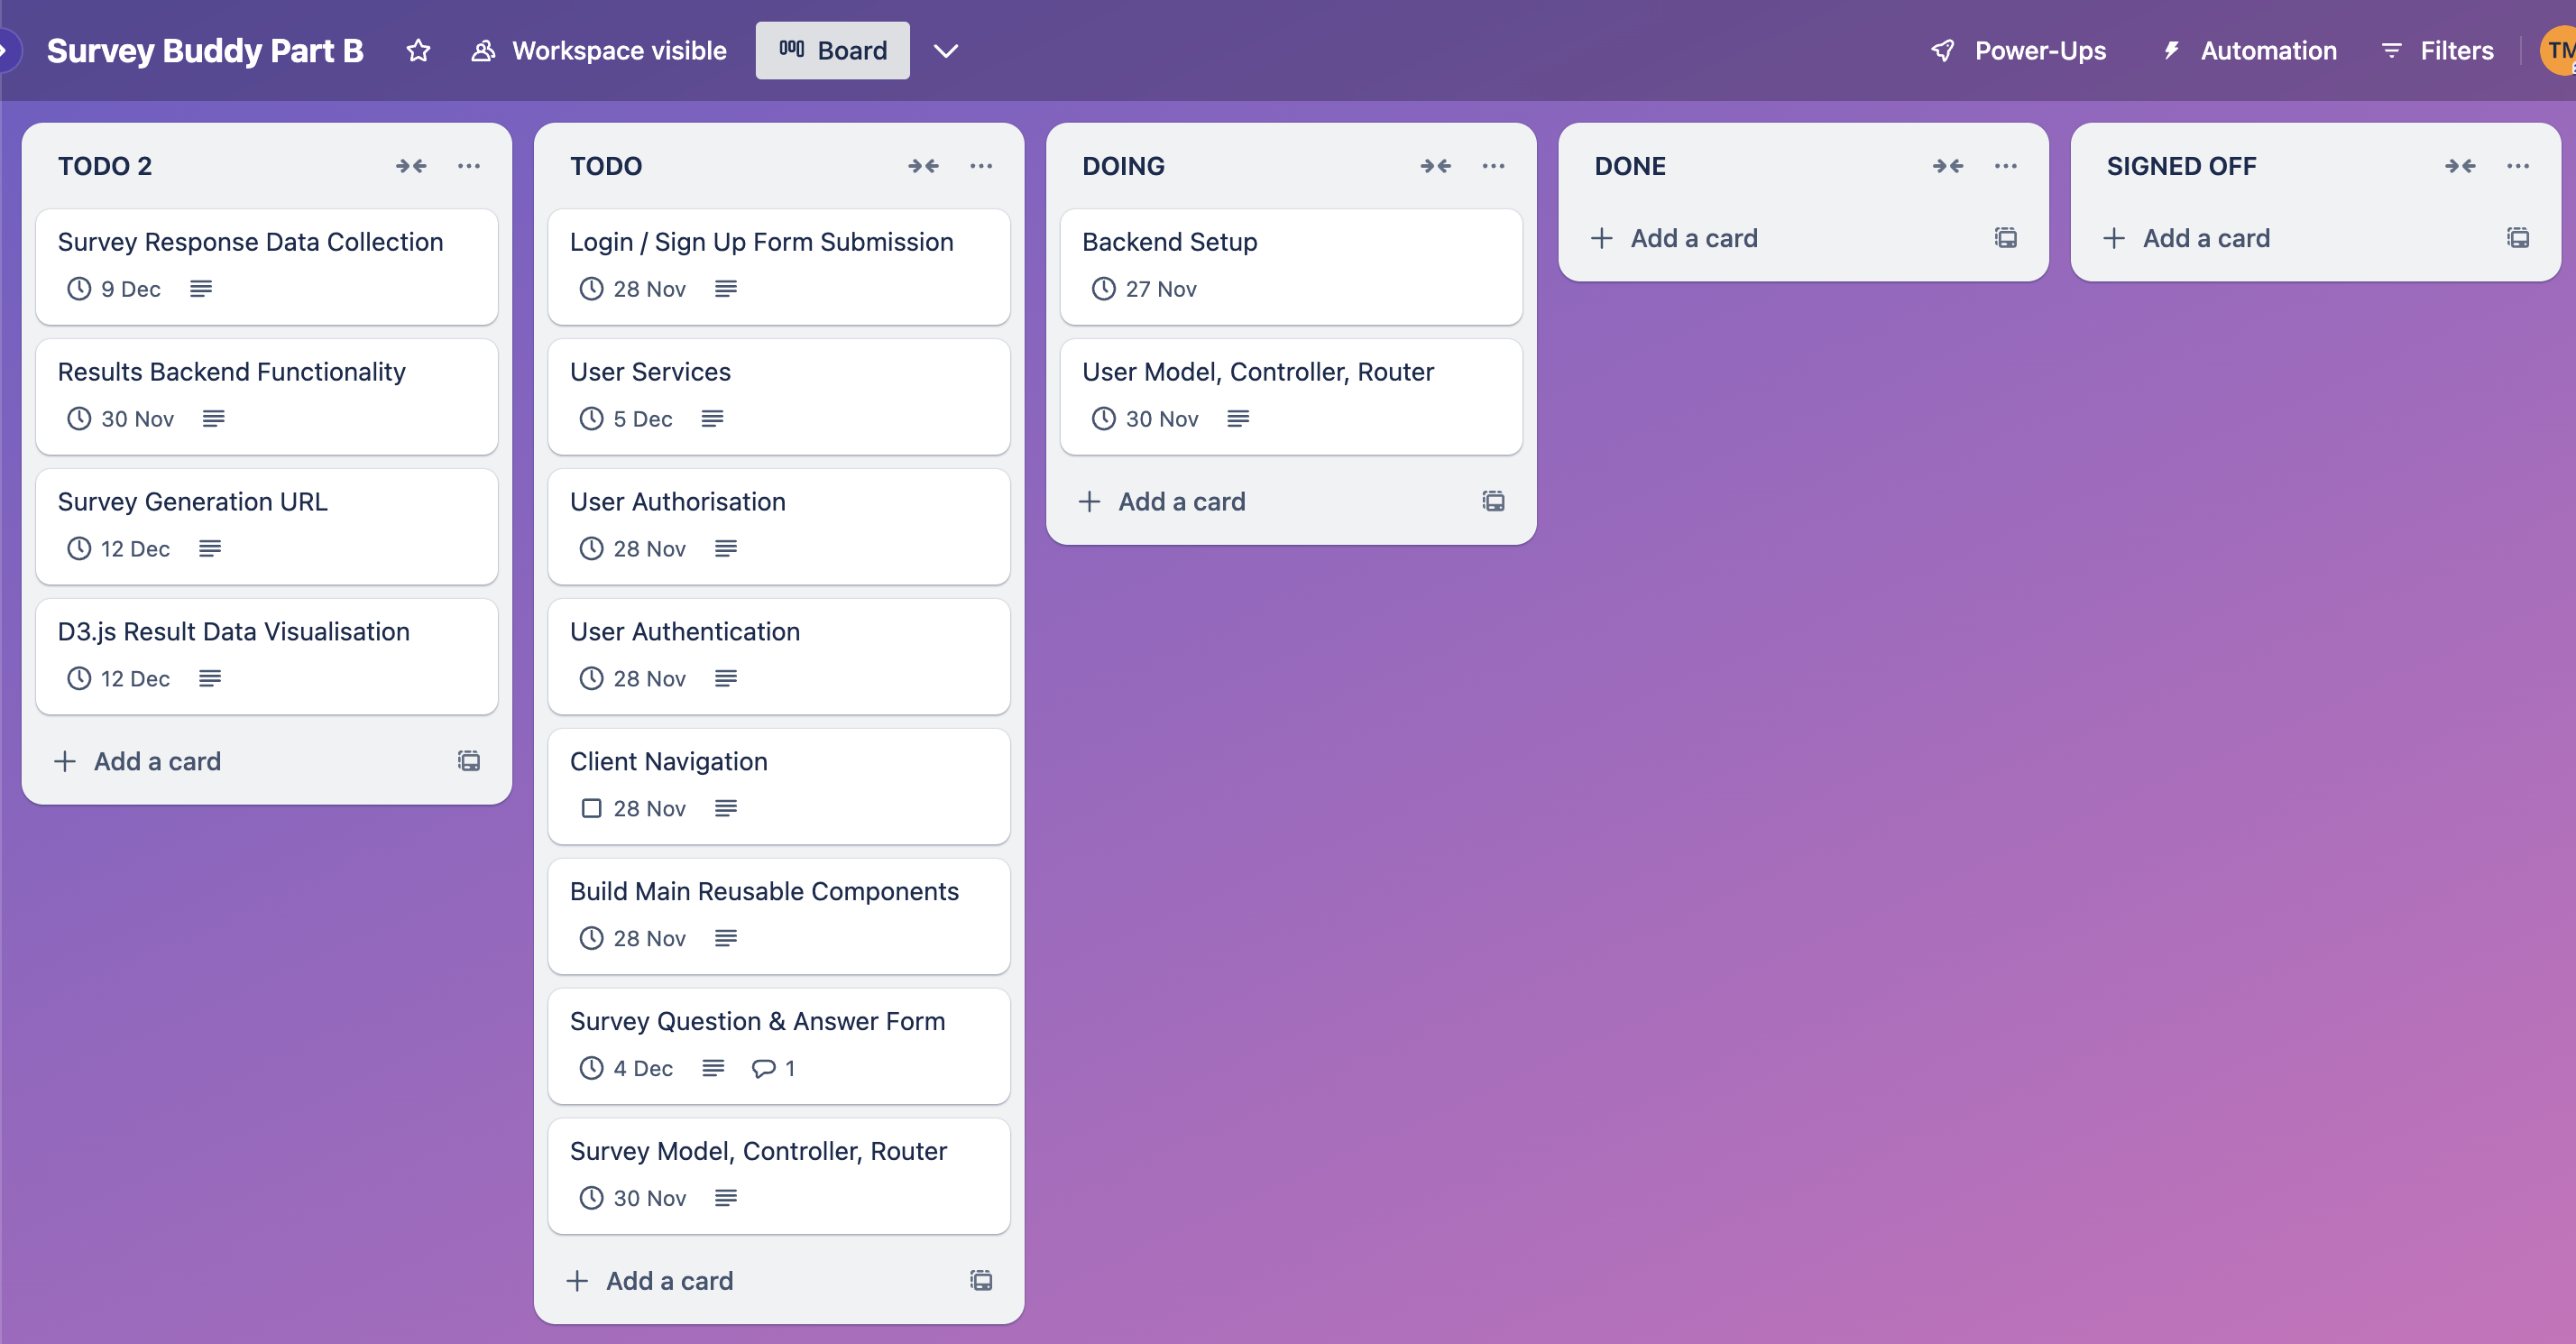 Survey Buddy Part B
Workspace visible
Board
Power-Ups
Automation
Filters
TM
TODO 2
Survey Response Data Collection
9 Dec
Results Backend Functionality
30 Nov
Survey Generation URL
12 Dec
D3.js Result Data Visualisation
12 Dec
Add a card
TODO
Login / Sign Up Form Submission
28 Nov
User Services
5 Dec
User Authorisation
28 Nov
User Authentication
28 Nov
Client Navigation
28 Nov
Build Main Reusable Components
28 Nov
Survey Question & Answer Form
4 Dec 1
Survey Model, Controller, Router
30 Nov
Add a card
DOING
Backend Setup
27 Nov
User Model, Controller, Router
30 Nov
Add a card
DONE
Add a card
SIGNED OFF
Add a card